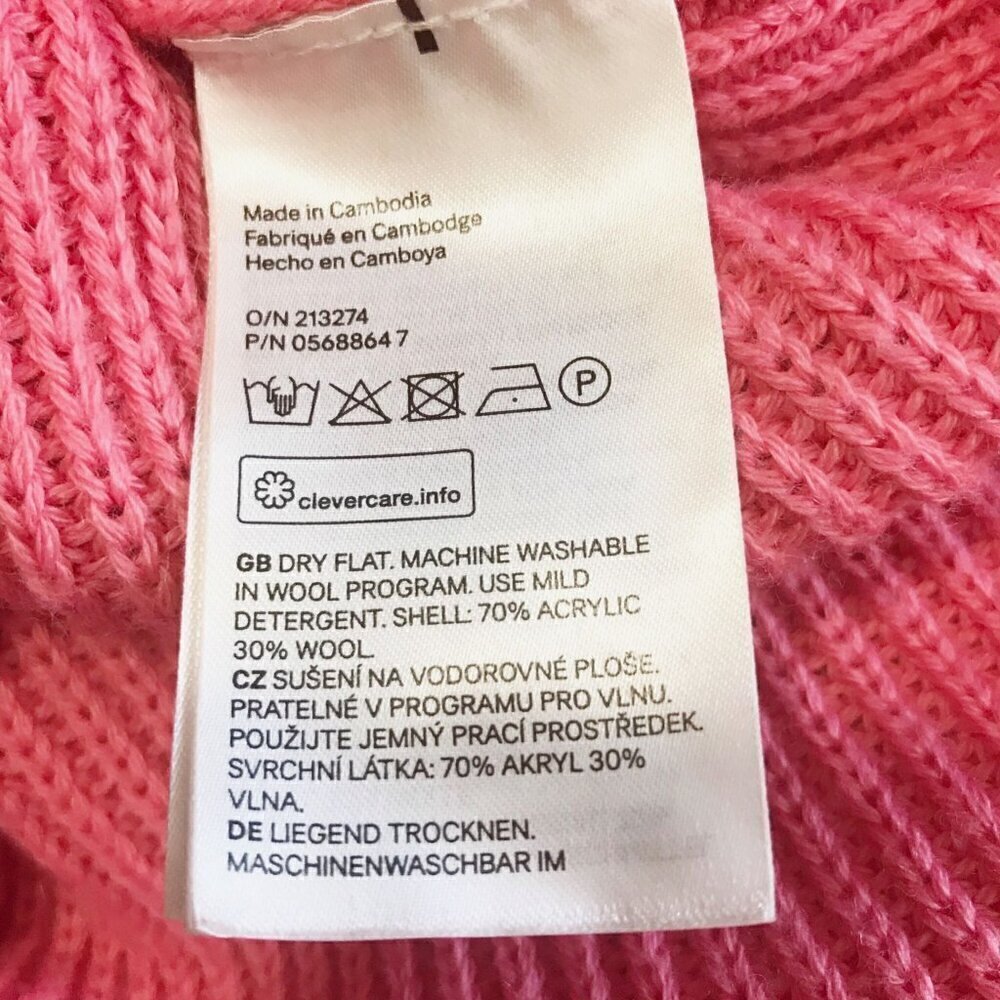 Made in Cambodia
Fabriqué en Cambodge
Hecho en Camboya
O/N 213274
P/N 0568864 7
P
clevercare.info
GB DRY FLAT. MACHINE WASHABLE
IN WOOL PROGRAM. USE MILD
DETERGENT. SHELL: 70% ACRYLIC
30% WOOL.
CZ SUŠENÍ NA VODOROVNÉ PLOŠE.
PRATELNÉ V PROGRAMU PRO VLNU.
POUŽIJTE JEMNÝ PRACÍ PROSTŘEDEK.
SVRCHNÍ LÁTKA: 70% AKRYL 30%
VLNA.
DE LIEGEND TROCKNEN.
MASCHINENWASCHBAR IM